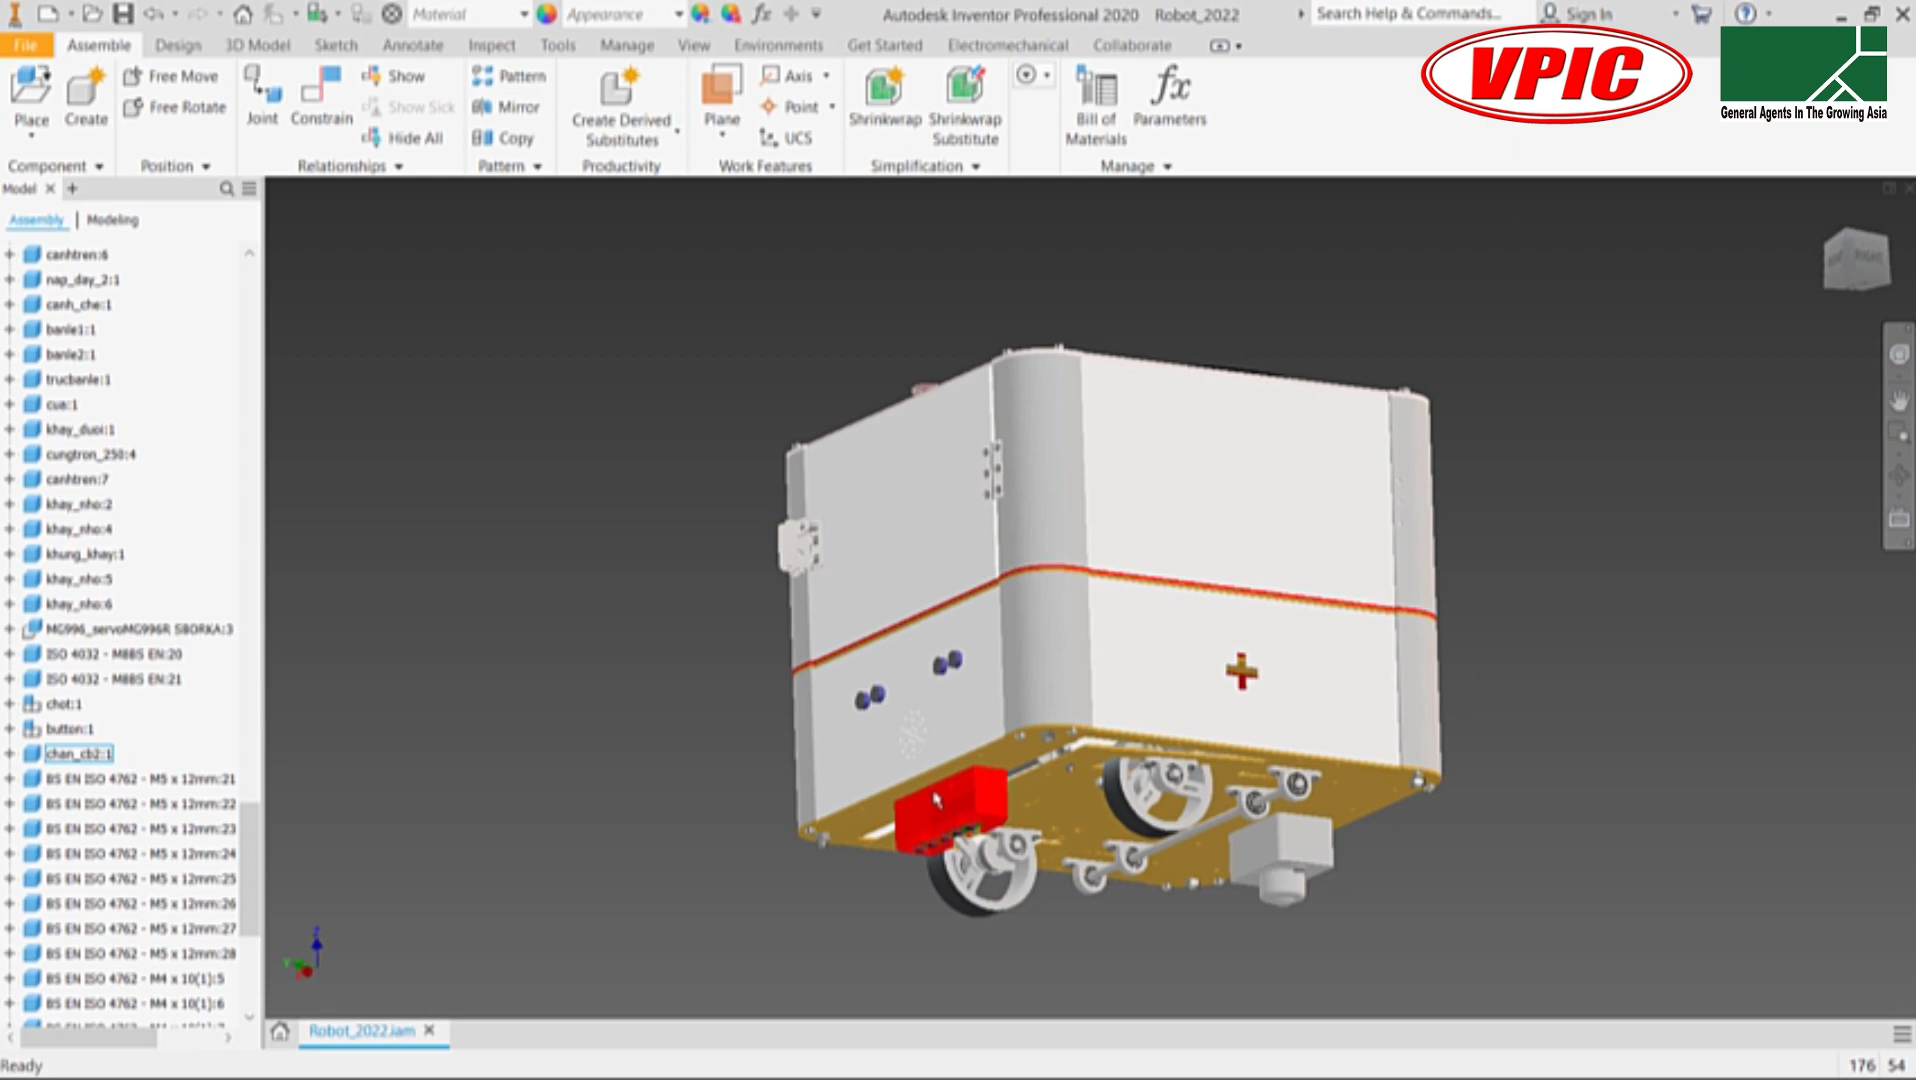 Material
Appearance
fx
Autodesk Inventor Professional 2020 Robot_2022
Search Help & Commands...
Sign In
File Assemble Design 3D Model Sketch Annotate Inspect Tools Manage View Environments Get Started Electromechanical Collaborate
Place
Create
Free Move
Free Rotate
Joint
Constrain
Show
Show Sick
Hide All
Pattern
Mirror
Copy
Create Derived
Substitutes
Plane
Axis
Point
UCS
Shrinkwrap
Shrinkwrap
Substitute
Bill of
Materials
fx
Parameters
Component Position Relationships Pattern Productivity Work Features Simplification Manage
VPIC
General Agents In The Growing Asia
Model
Assembly | Modeling
canhtren:6
nap_day_2:1
canh_che:1
banle1:1
banle2:1
trucbanle:1
cua:1
khay_duoi:1
cungtron_250:4
canhtren:7
khay_nho:2
khay_nho:4
khung_khay:1
khay_nho:5
khay_nho:6
MG996_servoMG996R SBORKA:3
ISO 4032 - M8BS EN:20
ISO 4032 - M8BS EN:21
chot:1
button:1
chan_cb2:1
BS EN ISO 4762 - M5 x 12mm:21
BS EN ISO 4762 - M5 x 12mm:22
BS EN ISO 4762 - M5 x 12mm:23
BS EN ISO 4762 - M5 x 12mm:24
BS EN ISO 4762 - M5 x 12mm:25
BS EN ISO 4762 - M5 x 12mm:26
BS EN ISO 4762 - M5 x 12mm:27
BS EN ISO 4762 - M5 x 12mm:28
BS EN ISO 4762 - M4 x 10(1):5
BS EN ISO 4762 - M4 x 10(1):6
RIGHT
Z
Y
Robot_2022.iam
Ready
176 54